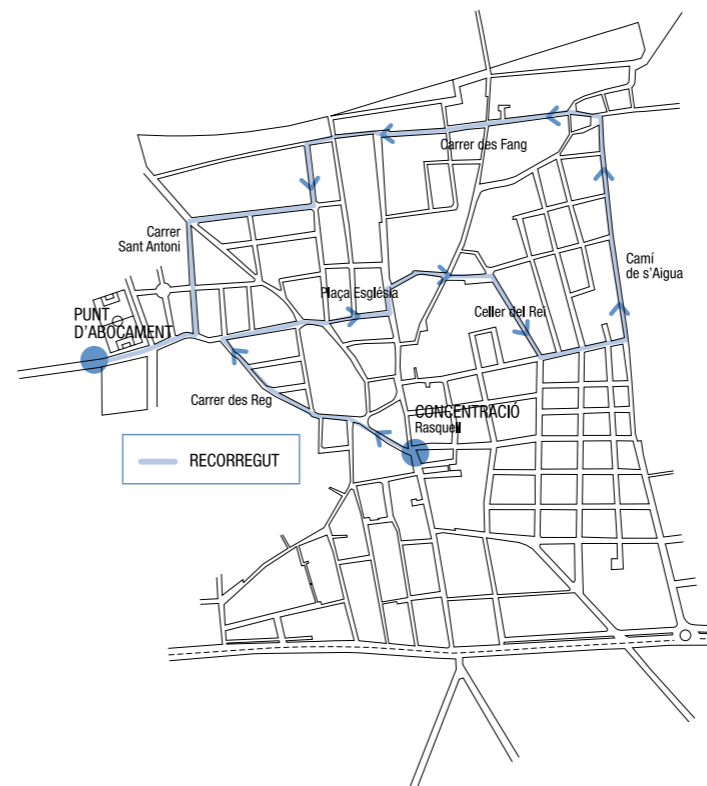 Carrer des Fang
Carrer
Sant Antoni
Camí
de s’Aigua
Plaça Església
PUNT
D’ABOCAMENT
Celler del Rei
Carrer des Reg
CONCENTRACIÓ
Rasquell
RECORREGUT